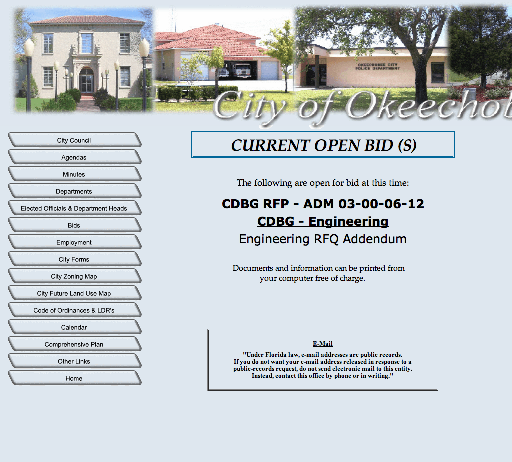 OKEECHOBEE CITY
POLICE DEPARTMENT
City of Okeechob
City Council
Agendas
Minutes
Departments
Elected Officials & Department Heads
Bids
Employment
City Forms
City Zoning Map
City Future Land Use Map
Code of Ordinances & LDR's
Calendar
Comprehensive Plan
Other Links
Home
CURRENT OPEN BID (S)
The following are open for bid at this time:
CDBG RFP - ADM 03-00-06-12
CDBG - Engineering
Engineering RFQ Addendum
Documents and information can be printed from
your computer free of charge.
E-Mail
"Under Florida law, e-mail addresses are public records.
If you do not want your e-mail address released in response to a
public-records request, do not send electronic mail to this entity.
Instead, contact this office by phone or in writing."